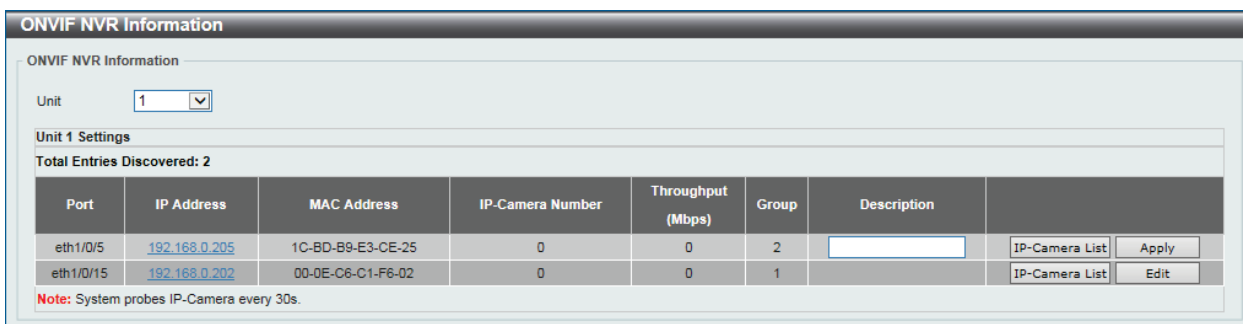 ONVIF NVR Information
ONVIF NVR Information
Unit 1
Unit 1 Settings
Total Entries Discovered: 2
Port IP Address MAC Address IP-Camera Number Throughput (Mbps) Group Description
eth1/0/5 192.168.0.205 1C-BD-B9-E3-CE-25 0 0 2 IP-Camera List Apply
eth1/0/15 192.168.0.202 00-0E-C6-C1-F6-02 0 0 1 IP-Camera List Edit
Note: System probes IP-Camera every 30s.